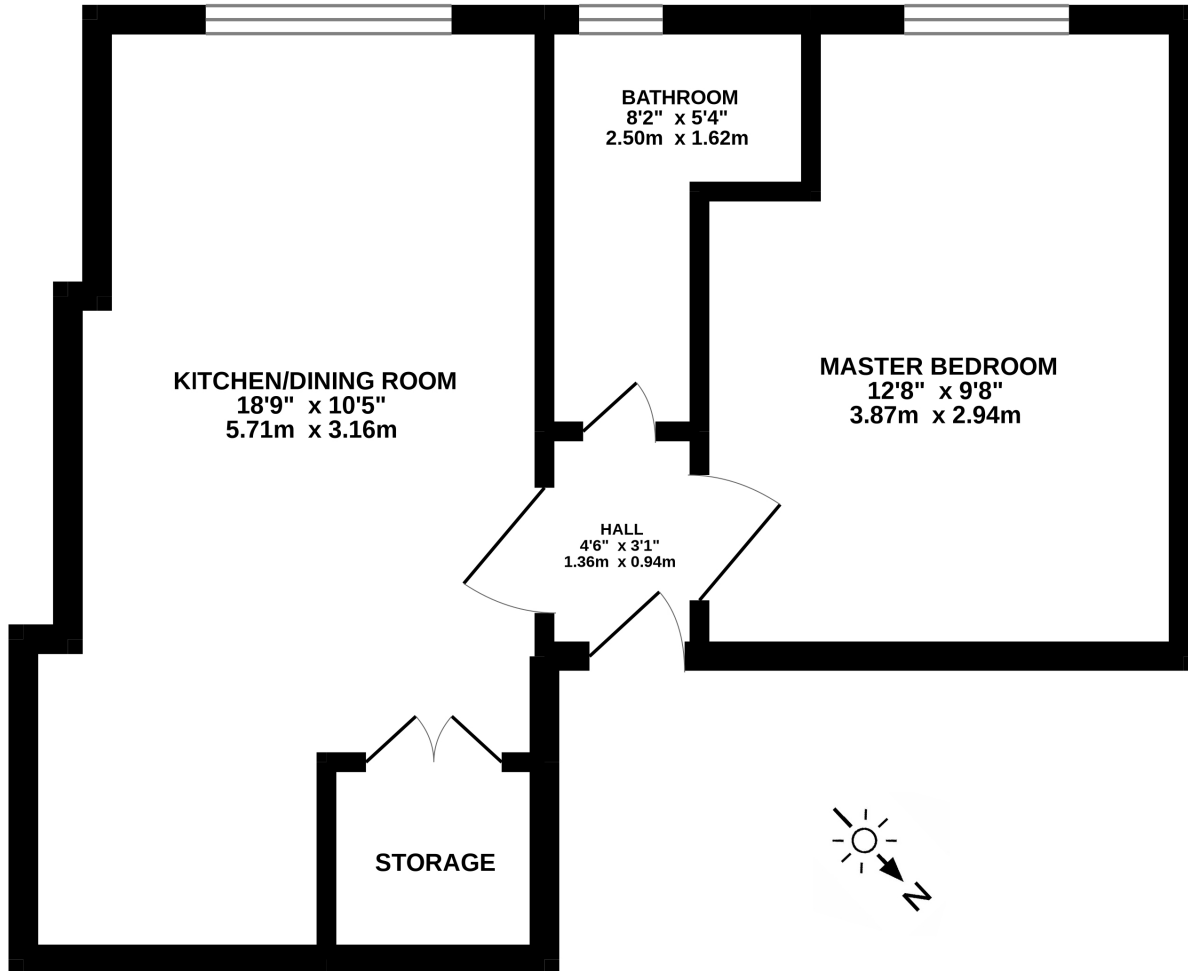 BATHROOM
8'2" x 5'4"
2.50m x 1.62m
KITCHEN/DINING ROOM
18'9" x 10'5"
5.71m x 3.16m
MASTER BEDROOM
12'8" x 9'8"
3.87m x 2.94m
HALL
4'6" x 3'1"
1.36m x 0.94m
STORAGE
N